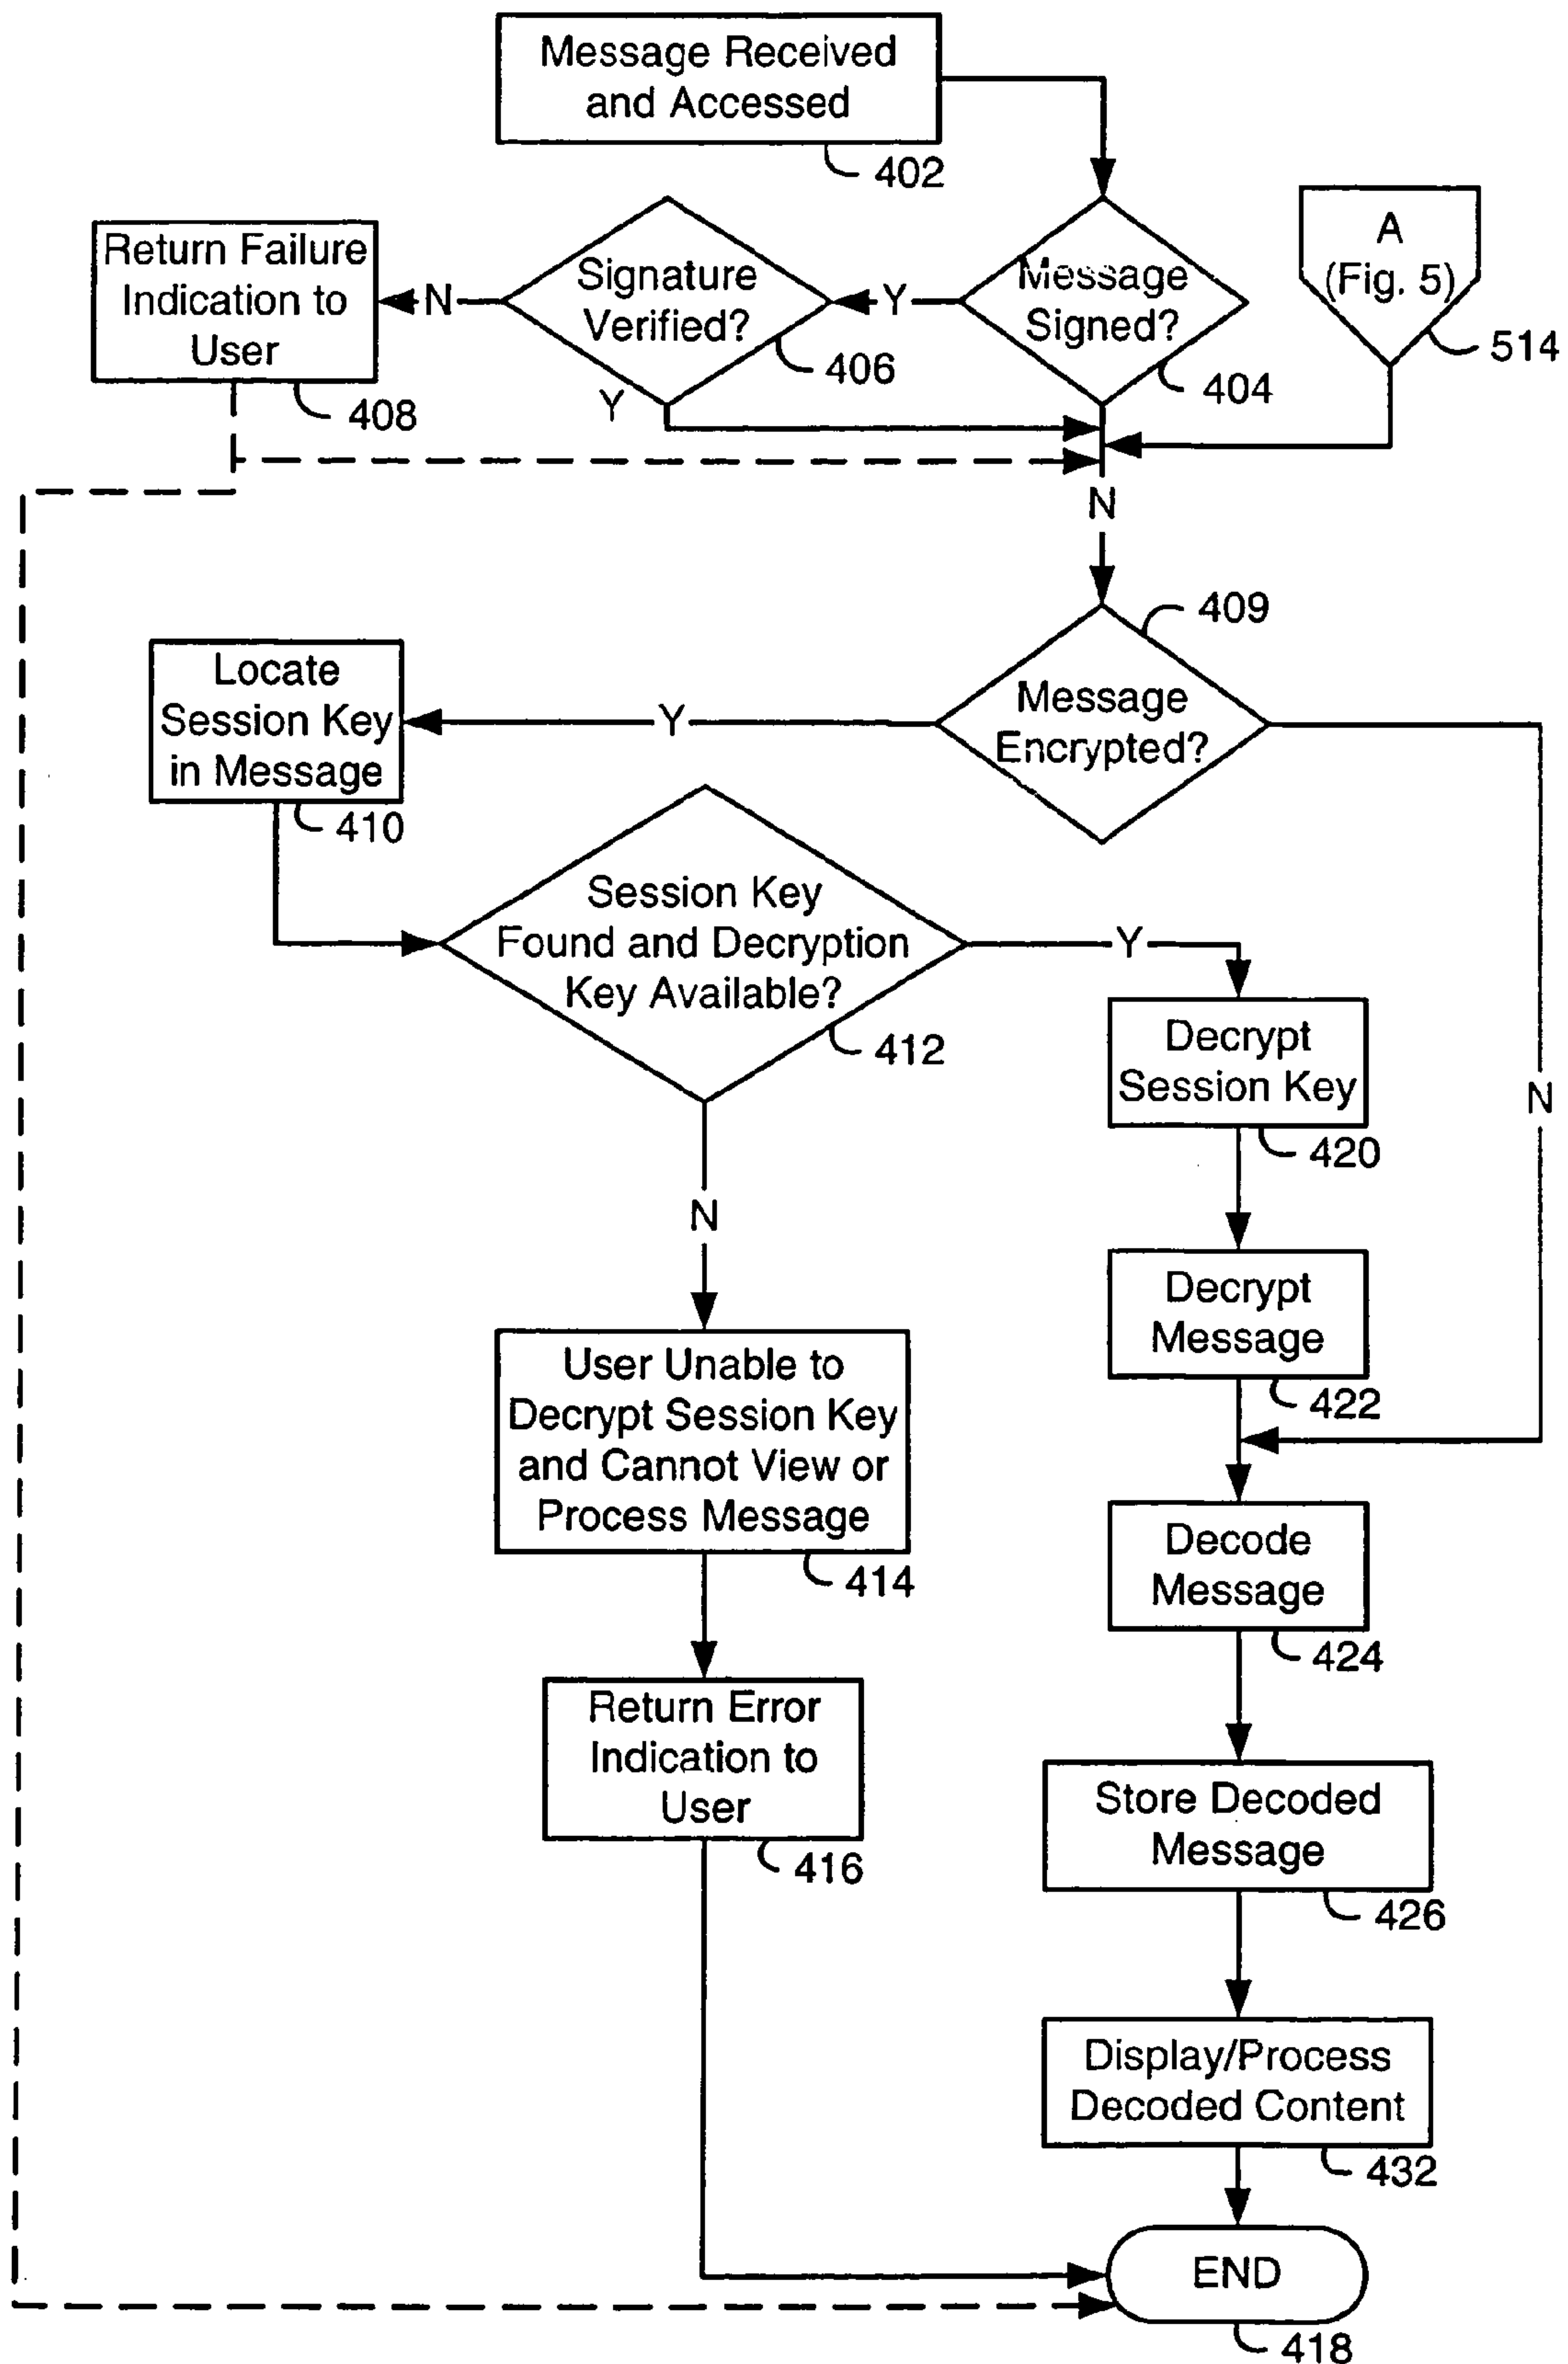 Message Received
and Accessed
402
Return Failure
Indication to
User
408
N
Signature
Verified?
406
Y
Y
Message
Signed?
404
A
(Fig. 5)
514
N
409
Message
Encrypted?
Y
N
Locate
Session Key
in Message
410
Session Key
Found and Decryption
Key Available?
412
Y
N
Decrypt
Session Key
420
Decrypt
Message
422
User Unable to
Decrypt Session Key
and Cannot View or
Process Message
414
Decode
Message
424
Return Error
Indication to
User
416
Store Decoded
Message
426
Display/Process
Decoded Content
432
END
418